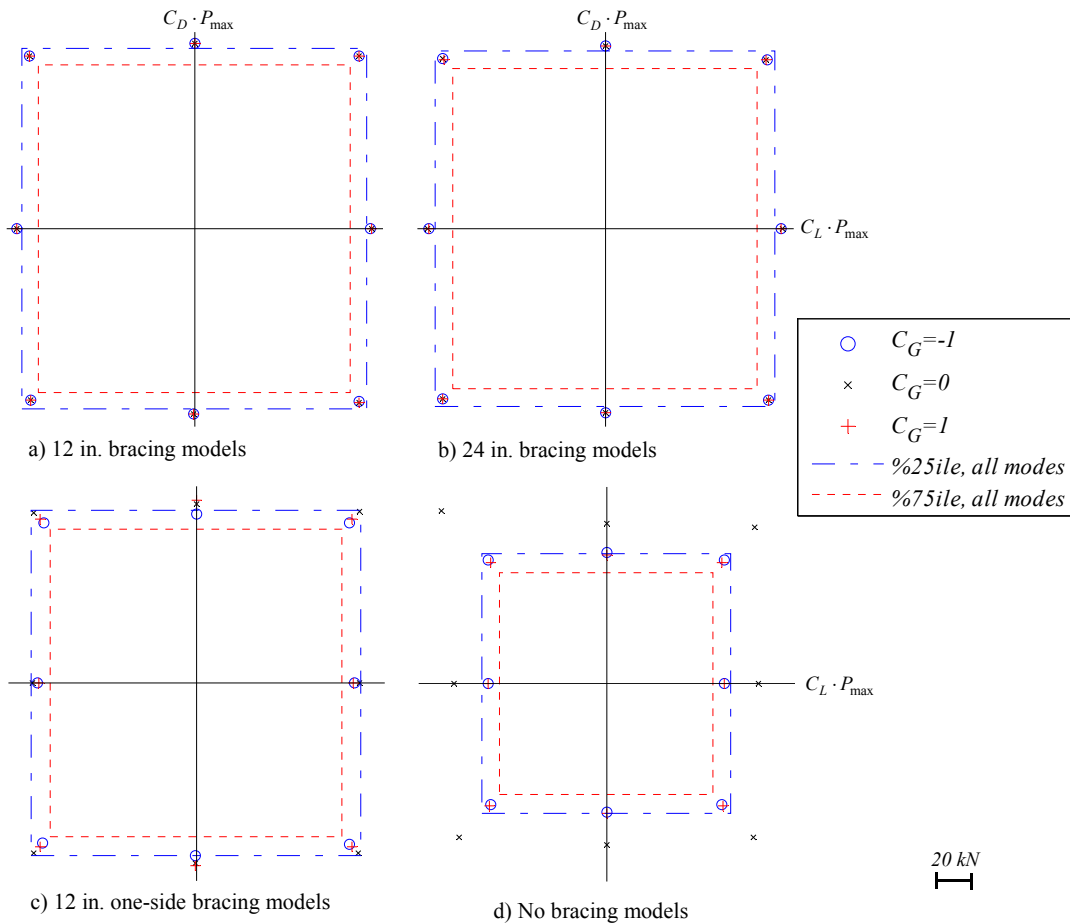 C_D · P_max
C_D · P_max
C_L · P_max
C_G=-1
C_G=0
C_G=1
%25ile, all modes
%75ile, all modes
a) 12 in. bracing models
b) 24 in. bracing models
C_L · P_max
20 kN
c) 12 in. one-side bracing models
d) No bracing models